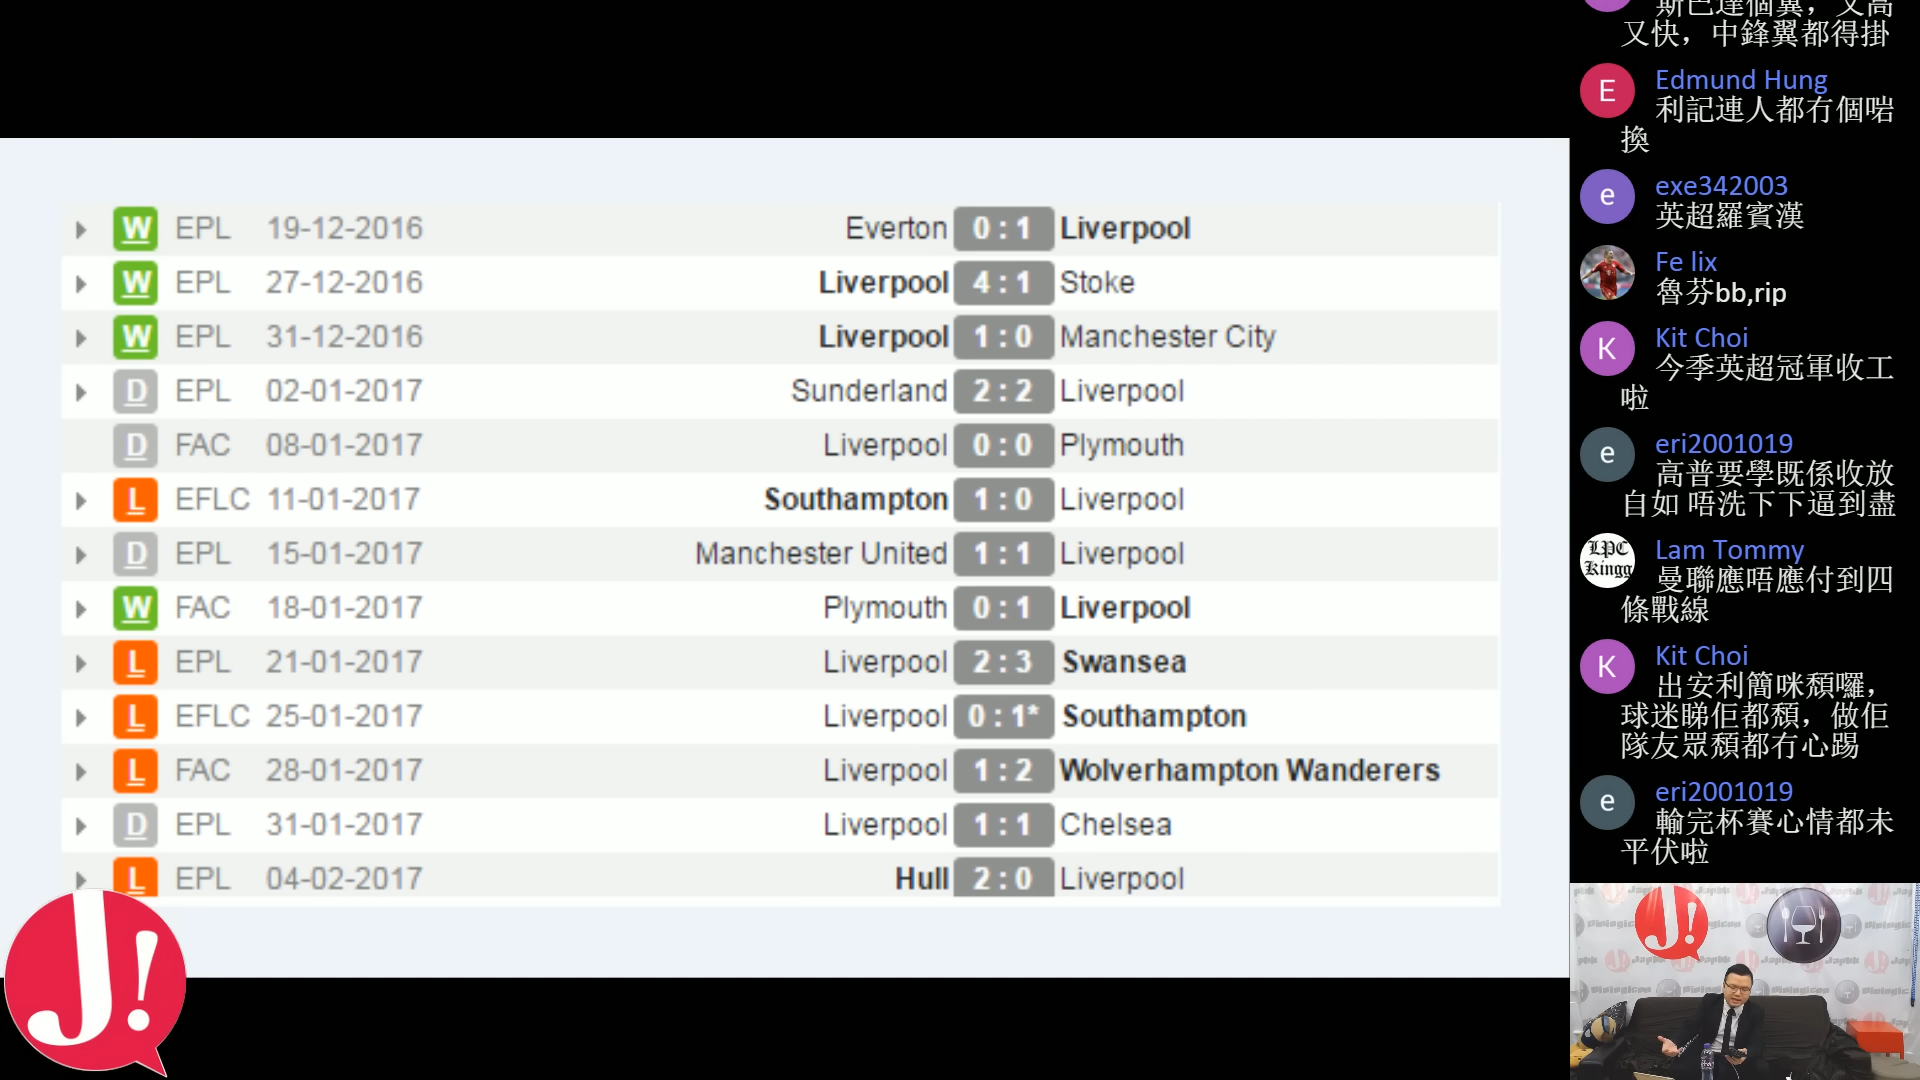 W EPL 19-12-2016 Everton 0 : 1 Liverpool
W EPL 27-12-2016 Liverpool 4 : 1 Stoke
W EPL 31-12-2016 Liverpool 1 : 0 Manchester City
D EPL 02-01-2017 Sunderland 2 : 2 Liverpool
D FAC 08-01-2017 Liverpool 0 : 0 Plymouth
L EFLC 11-01-2017 Southampton 1 : 0 Liverpool
D EPL 15-01-2017 Manchester United 1 : 1 Liverpool
W FAC 18-01-2017 Plymouth 0 : 1 Liverpool
L EPL 21-01-2017 Liverpool 2 : 3 Swansea
L EFLC 25-01-2017 Liverpool 0 : 1* Southampton
L FAC 28-01-2017 Liverpool 1 : 2 Wolverhampton Wanderers
D EPL 31-01-2017 Liverpool 1 : 1 Chelsea
L EPL 04-02-2017 Hull 2 : 0 Liverpool
J!
斯巴達個翼，又高
又快，中鋒翼都得掛
E Edmund Hung
利記連人都冇個啱
換
e exe342003
英超羅賓漢
Fe lix
魯芬bb,rip
K Kit Choi
今季英超冠軍收工
啦
e eri2001019
高普要學既係收放
自如 唔洗下下逼到盡
LPC Kingg Lam Tommy
曼聯應唔應付到四
條戰線
K Kit Choi
出安利簡咪頹囉，
球迷睇佢都頹，做佢
隊友眾頹都冇心踢
e eri2001019
輸完杯賽心情都未
平伏啦
J!